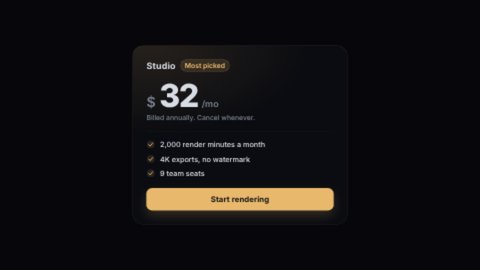 Studio Most picked
$32 /mo
Billed annually. Cancel whenever.
2,000 render minutes a month
4K exports, no watermark
9 team seats
Start rendering